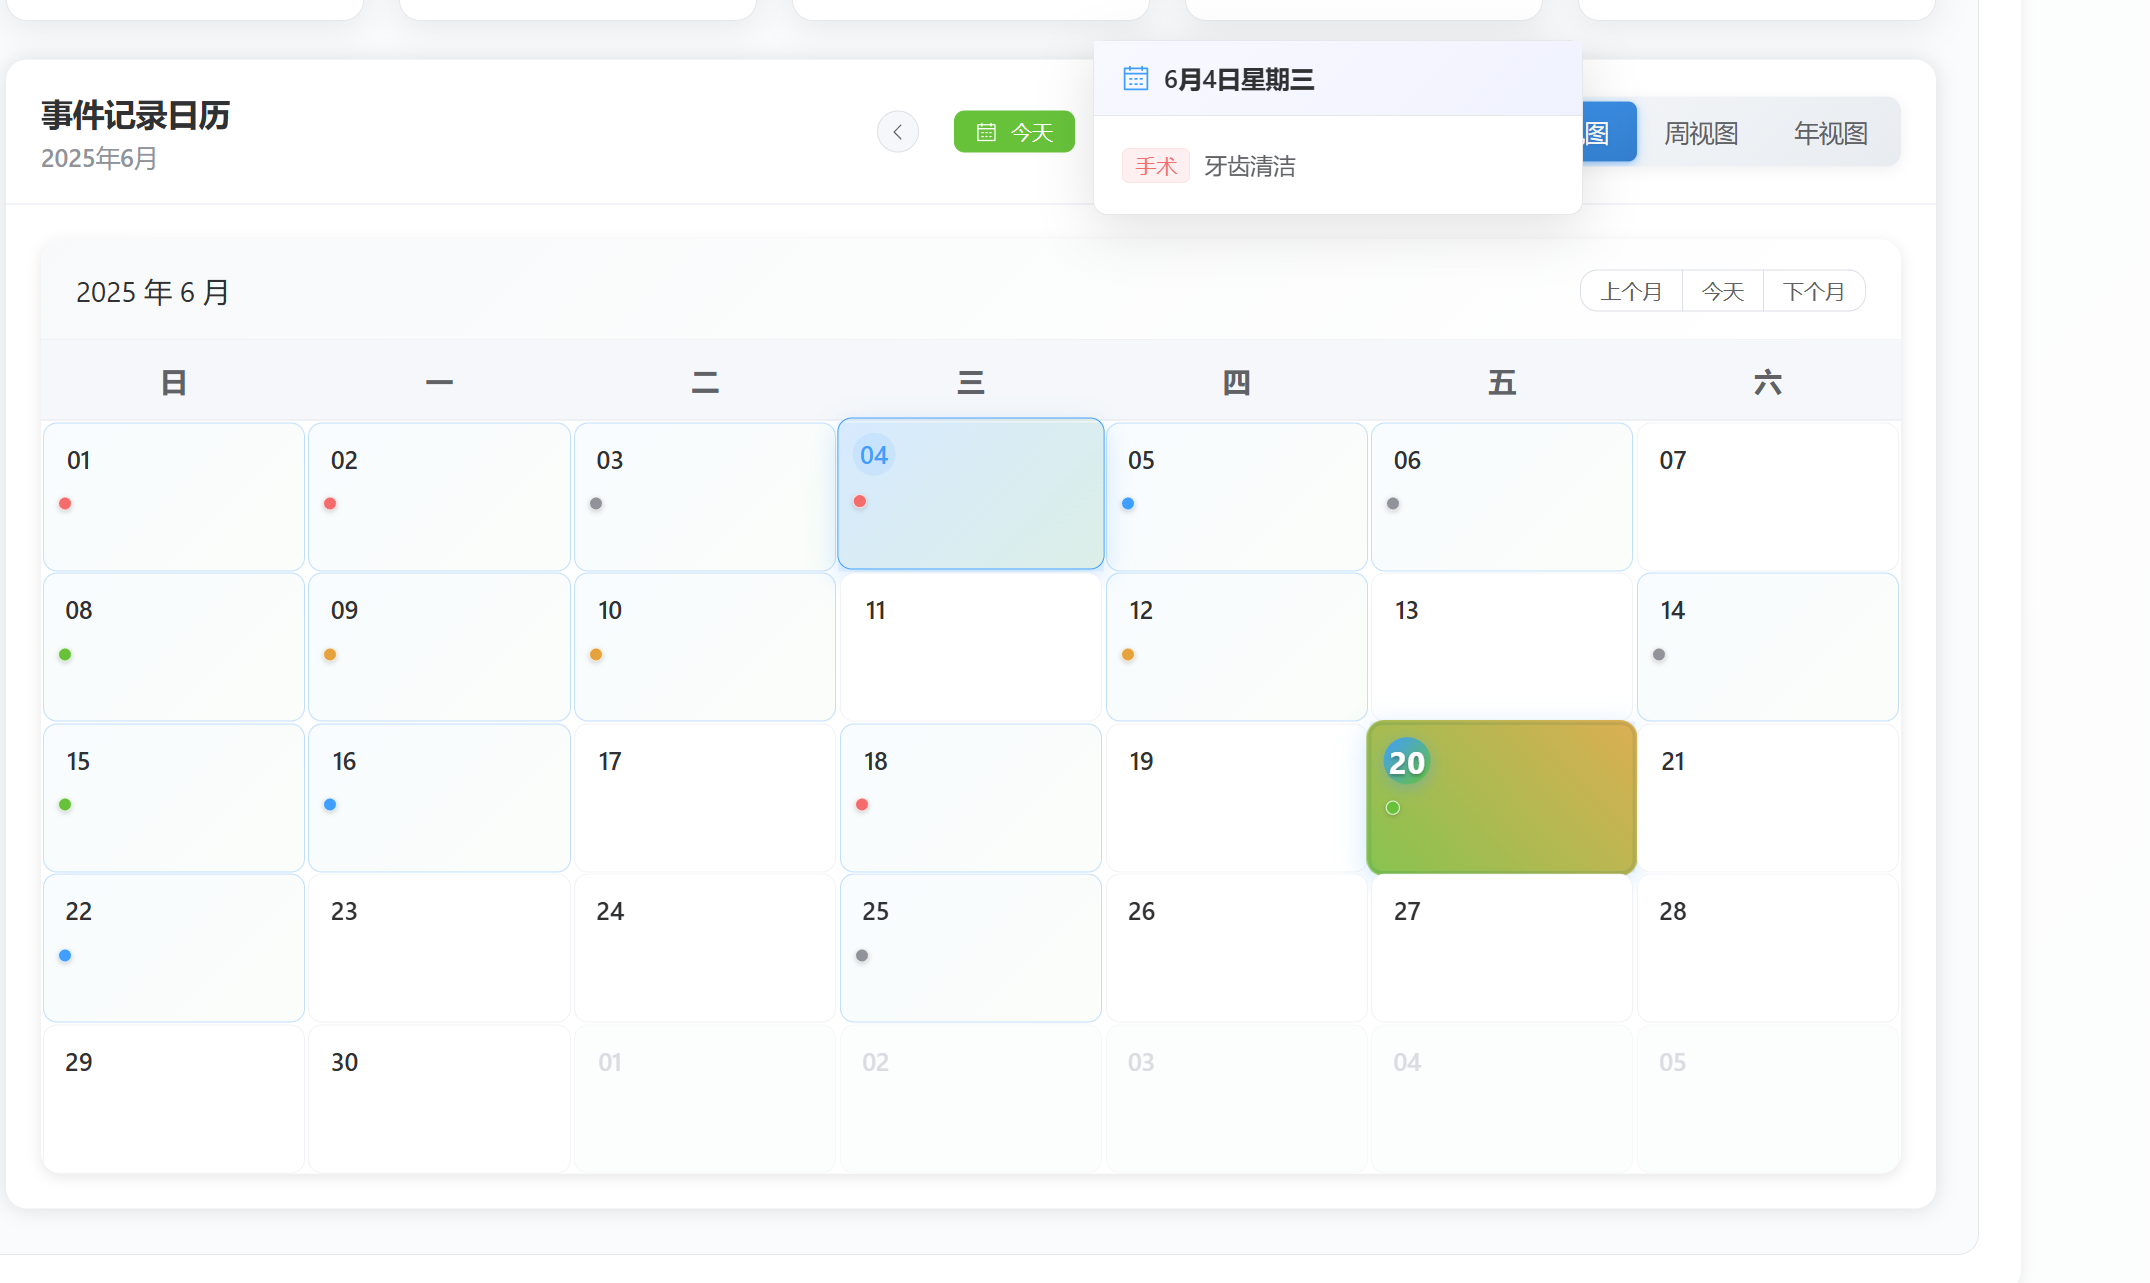 6月4日星期三
手术 牙齿清洁
事件记录日历
2025年6月
今天
图 周视图 年视图
2025 年 6 月
上个月 今天 下个月
日 一 二 三 四 五 六
01 02 03 04 05 06 07
08 09 10 11 12 13 14
15 16 17 18 19 20 21
22 23 24 25 26 27 28
29 30 01 02 03 04 05